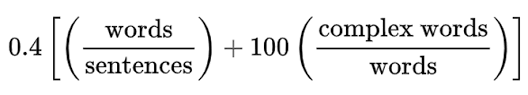 0.4 [ ( words / sentences ) + 100 ( complex words / words ) ]